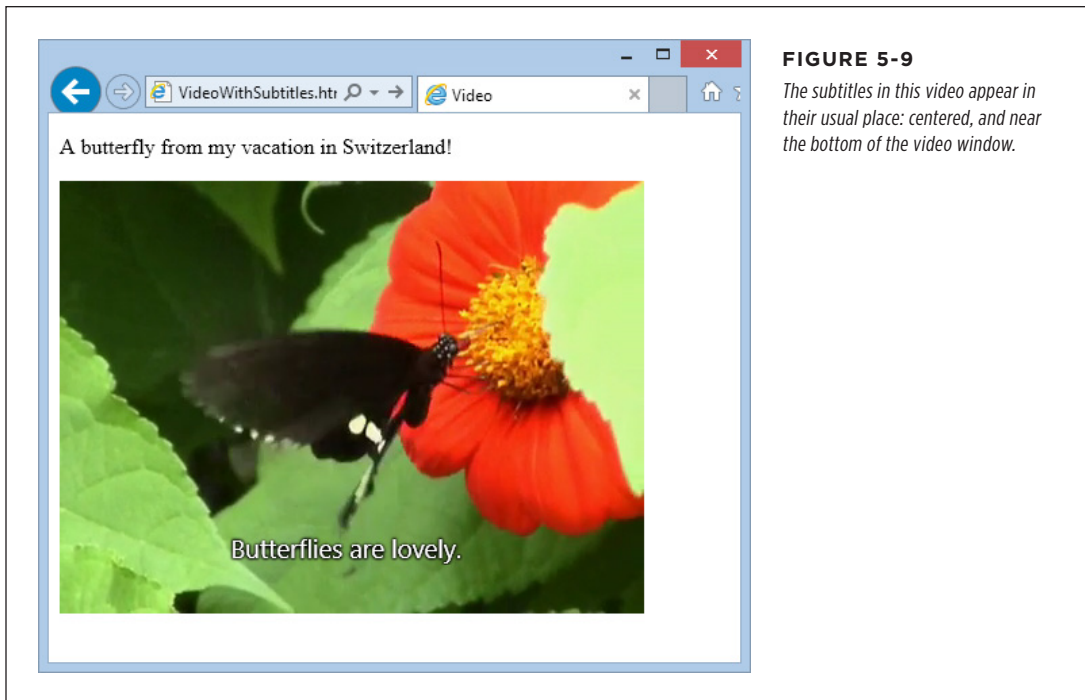 VideoWithSubtitles.htr
Video
A butterfly from my vacation in Switzerland!
Butterflies are lovely.
FIGURE 5-9
The subtitles in this video appear in
their usual place: centered, and near
the bottom of the video window.